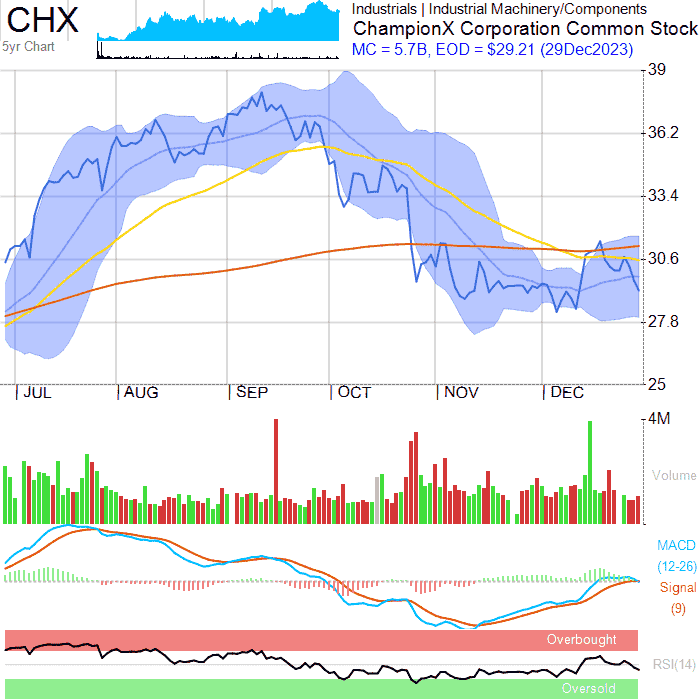 CHX
5yr Chart
Industrials | Industrial Machinery/Components
ChampionX Corporation Common Stock
MC = 5.7B, EOD = $29.21 (29Dec2023)
39
36.2
33.4
30.6
27.8
25
JUL AUG SEP OCT NOV DEC
4M
Volume
MACD
(12-26)
Signal
(9)
Overbought
RSI(14)
Oversold